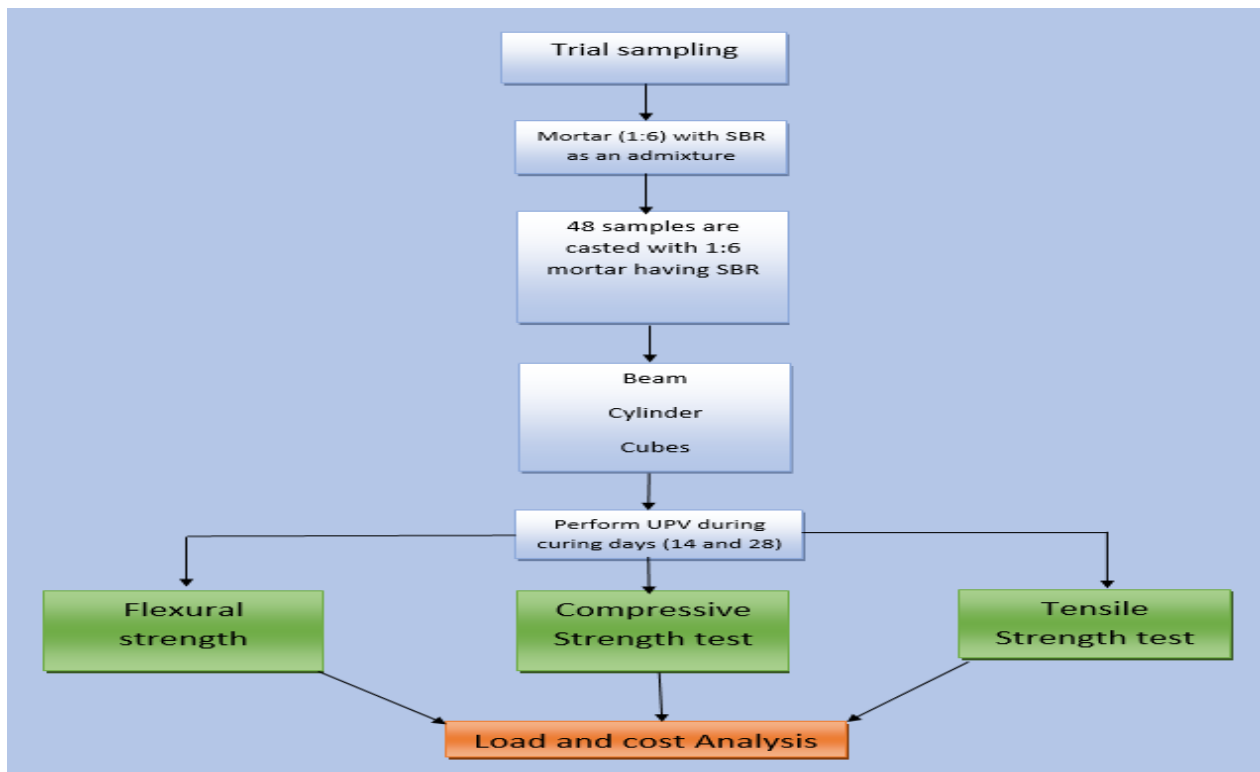 Trial sampling
Mortar (1:6) with SBR
as an admixture
48 samples are
casted with 1:6
mortar having SBR
Beam
Cylinder
Cubes
Perform UPV during
curing days (14 and 28)
Flexural
strength
Compressive
Strength test
Tensile
Strength test
Load and cost Analysis